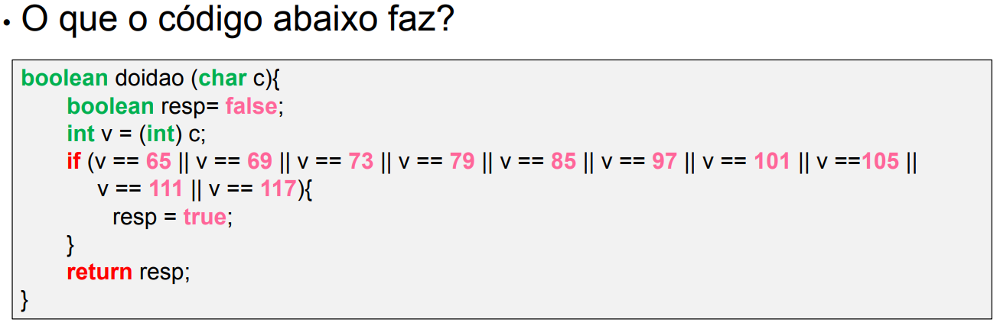 • O que o código abaixo faz?
boolean doidao (char c){
boolean resp= false;
int v = (int) c;
if (v == 65 || v == 69 || v == 73 || v == 79 || v == 85 || v == 97 || v == 101 || v ==105 ||
v == 111 || v == 117){
resp = true;
}
return resp;
}